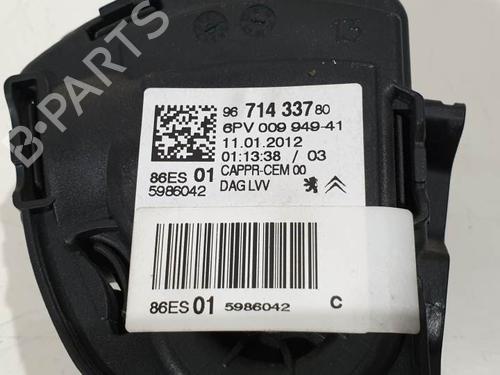 96 714 337 80
6PV 009 949-41
11.01.2012
01:13:38 / 03
86ES 01 CAPPR-CEM 00
5986042 DAG LVV
86ES 01 5986042 C
B-PARTS